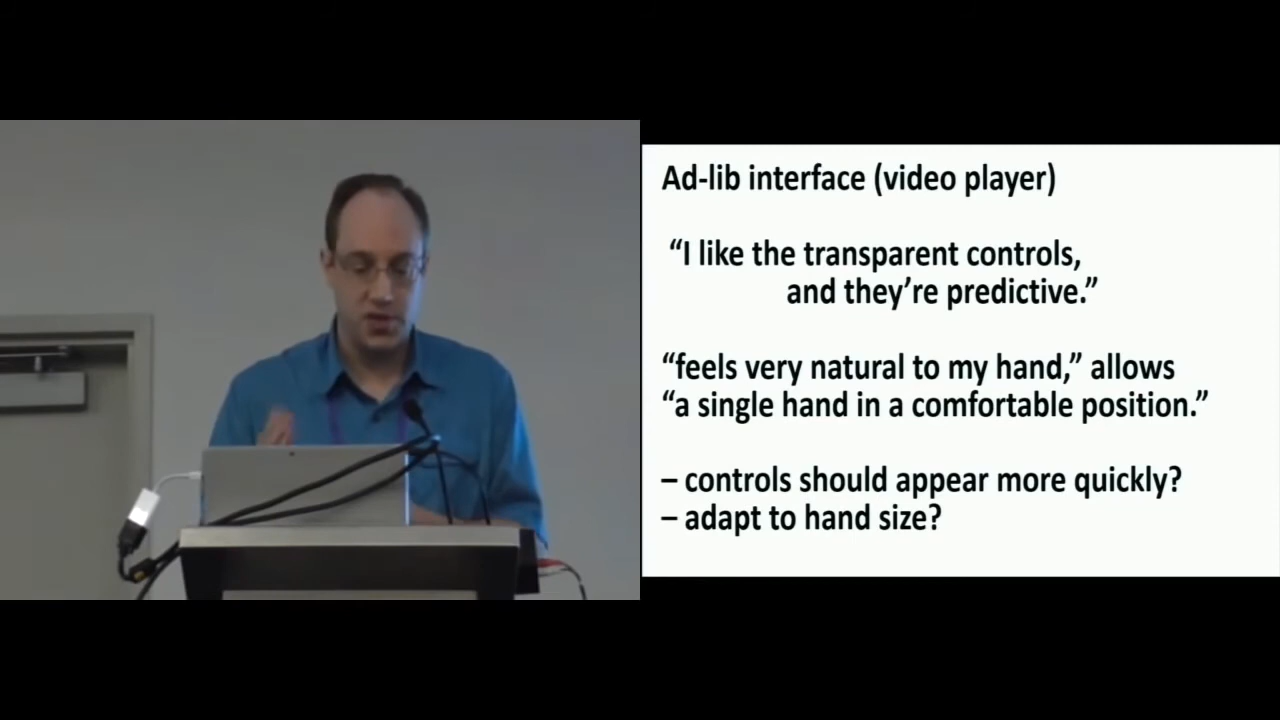 Ad-lib interface (video player)
“I like the transparent controls,
and they’re predictive.”
“feels very natural to my hand,” allows
“a single hand in a comfortable position.”
– controls should appear more quickly?
– adapt to hand size?